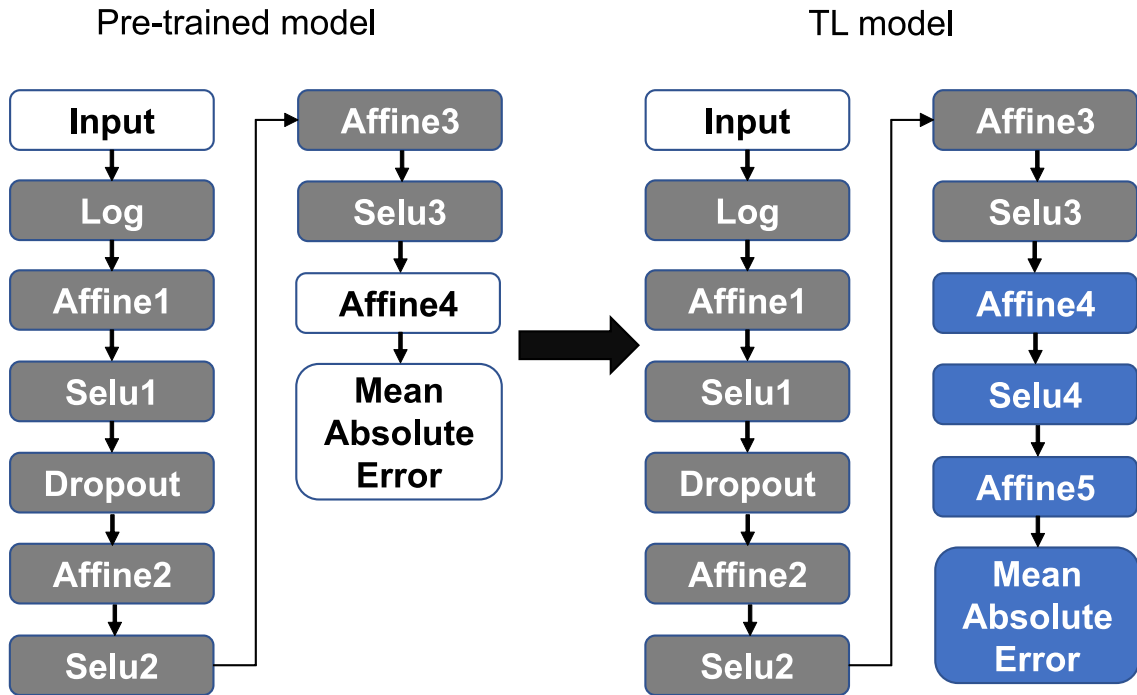 Pre-trained model
Input
Log
Affine1
Selu1
Dropout
Affine2
Selu2
Affine3
Selu3
Affine4
Mean
Absolute
Error
TL model
Input
Log
Affine1
Selu1
Dropout
Affine2
Selu2
Affine3
Selu3
Affine4
Selu4
Affine5
Mean
Absolute
Error